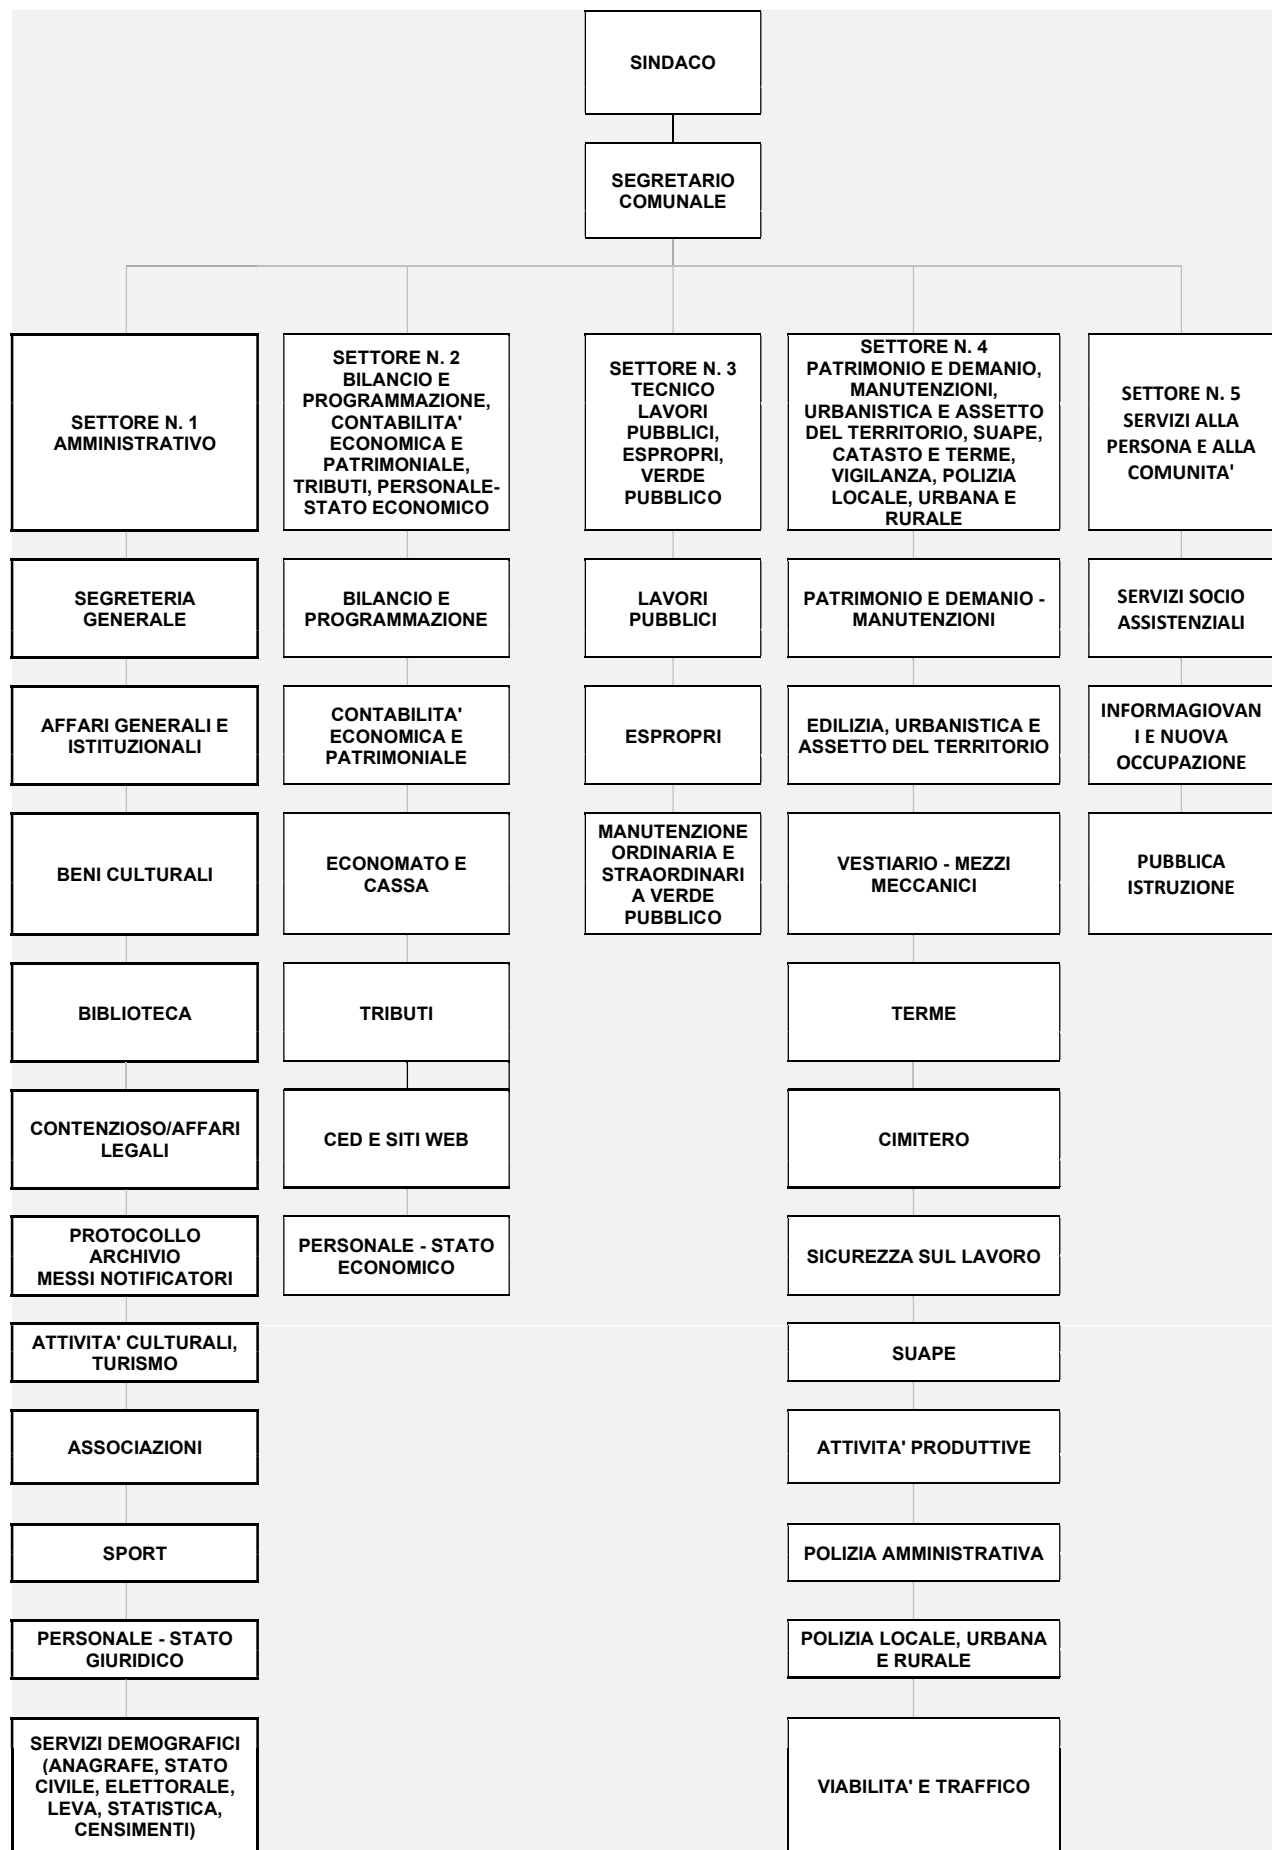 SINDACO
SEGRETARIO
COMUNALE
SETTORE N. 1
AMMINISTRATIVO
SETTORE N. 2
BILANCIO E
PROGRAMMAZIONE,
CONTABILITA'
ECONOMICA E
PATRIMONIALE,
TRIBUTI, PERSONALE-
STATO ECONOMICO
SETTORE N. 3
TECNICO
LAVORI
PUBBLICI,
ESPROPRI,
VERDE
PUBBLICO
SETTORE N. 4
PATRIMONIO E DEMANIO,
MANUTENZIONI,
URBANISTICA E ASSETTO
DEL TERRITORIO, SUAPE,
CATASTO E TERME,
VIGILANZA, POLIZIA
LOCALE, URBANA E
RURALE
SETTORE N. 5
SERVIZI ALLA
PERSONA E ALLA
COMUNITA'
SEGRETERIA
GENERALE
BILANCIO E
PROGRAMMAZIONE
LAVORI
PUBBLICI
PATRIMONIO E DEMANIO -
MANUTENZIONI
SERVIZI SOCIO
ASSISTENZIALI
AFFARI GENERALI E
ISTITUZIONALI
CONTABILITA'
ECONOMICA E
PATRIMONIALE
ESPROPRI
EDILIZIA, URBANISTICA E
ASSETTO DEL TERRITORIO
INFORMAGIOVAN
I E NUOVA
OCCUPAZIONE
BENI CULTURALI
ECONOMATO E
CASSA
MANUTENZIONE
ORDINARIA E
STRAORDINARI
A VERDE
PUBBLICO
VESTIARIO - MEZZI
MECCANICI
PUBBLICA
ISTRUZIONE
BIBLIOTECA
TRIBUTI
TERME
CONTENZIOSO/AFFARI
LEGALI
CED E SITI WEB
CIMITERO
PROTOCOLLO
ARCHIVIO
MESSI NOTIFICATORI
PERSONALE - STATO
ECONOMICO
SICUREZZA SUL LAVORO
ATTIVITA' CULTURALI,
TURISMO
SUAPE
ASSOCIAZIONI
ATTIVITA' PRODUTTIVE
SPORT
POLIZIA AMMINISTRATIVA
PERSONALE - STATO
GIURIDICO
POLIZIA LOCALE, URBANA
E RURALE
SERVIZI DEMOGRAFICI
(ANAGRAFE, STATO
CIVILE, ELETTORALE,
LEVA, STATISTICA,
CENSIMENTI)
VIABILITA' E TRAFFICO